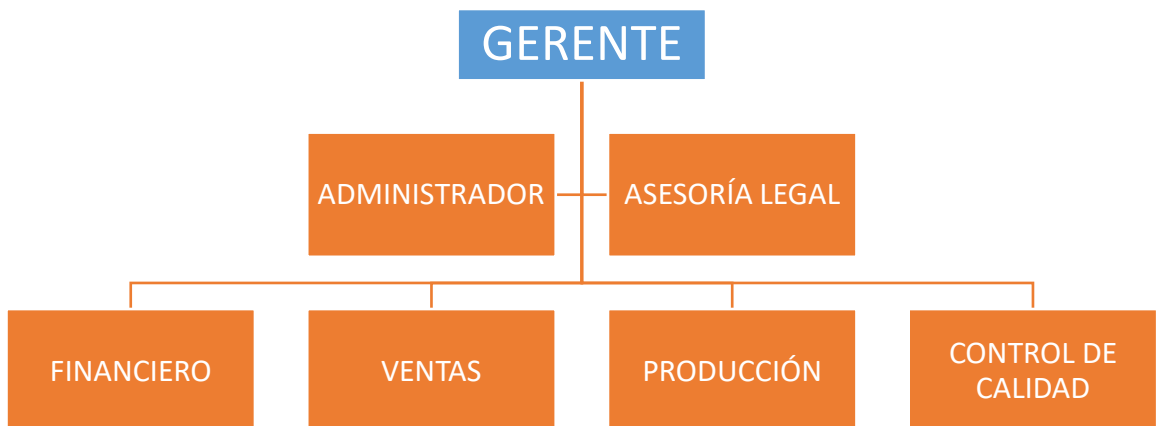 GERENTE
ADMINISTRADOR
ASESORÍA LEGAL
FINANCIERO
VENTAS
PRODUCCIÓN
CONTROL DE
CALIDAD